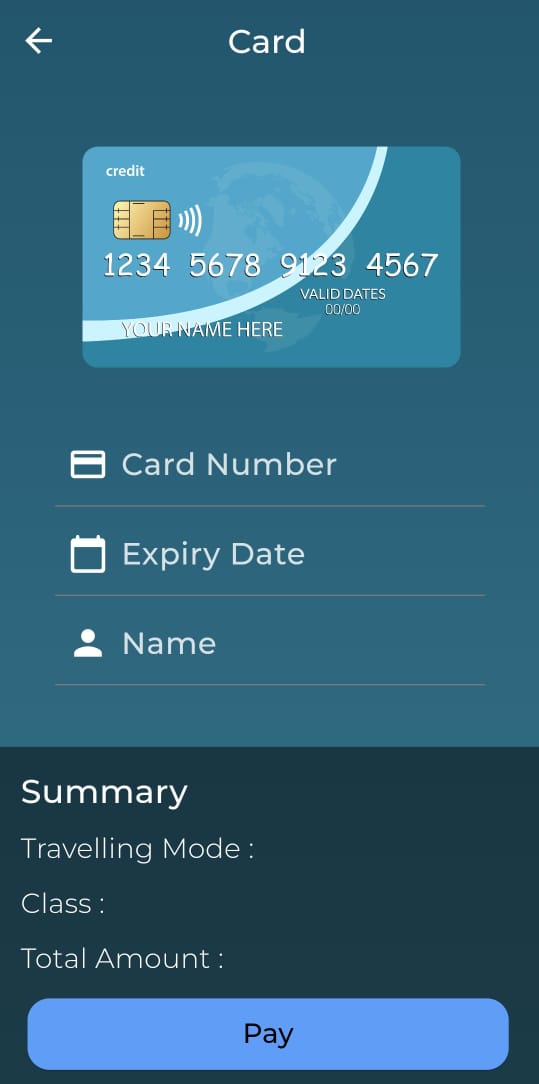 Card
credit
1234 5678 9123 4567
VALID DATES
00/00
YOUR NAME HERE
Card Number
Expiry Date
Name
Summary
Travelling Mode :
Class :
Total Amount :
Pay